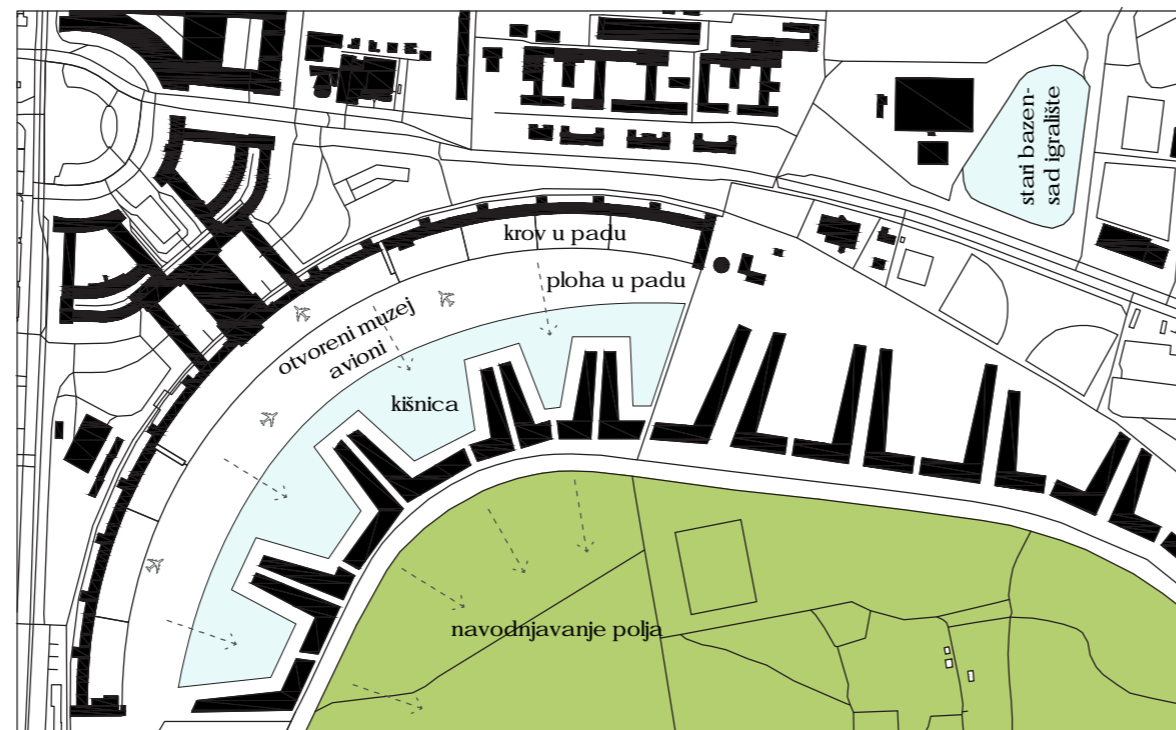 stari bazen-
sad igralište
krov u padu
ploha u padu
otvoreni muzej
avioni
kišnica
navodnjavanje polja